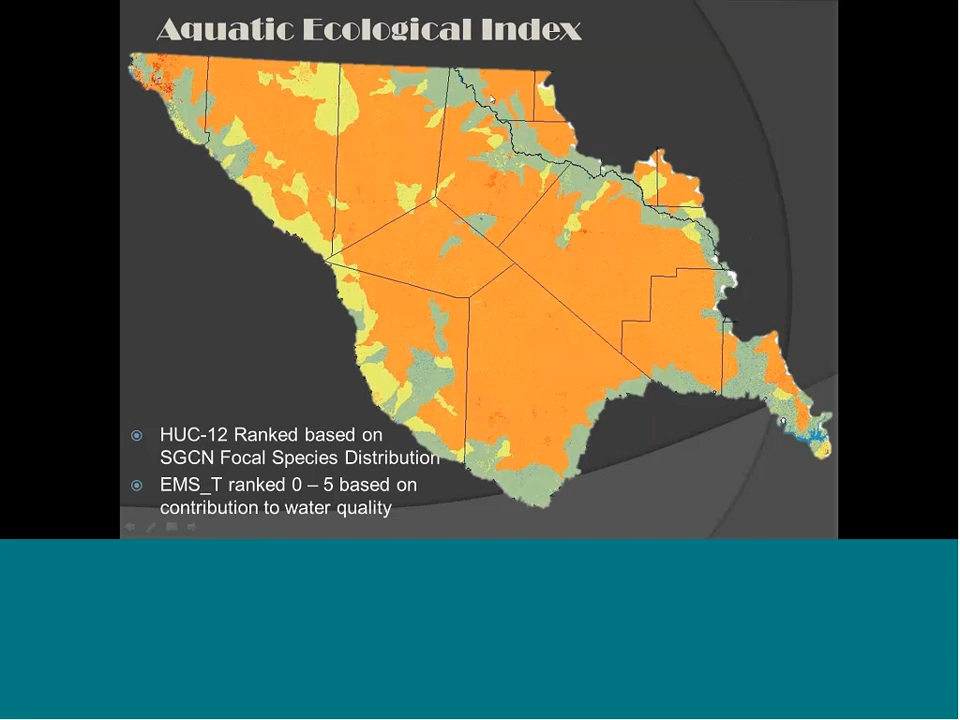 Aquatic Ecological Index
HUC-12 Ranked based on
SGCN Focal Species Distribution
EMS_T ranked 0 – 5 based on
contribution to water quality